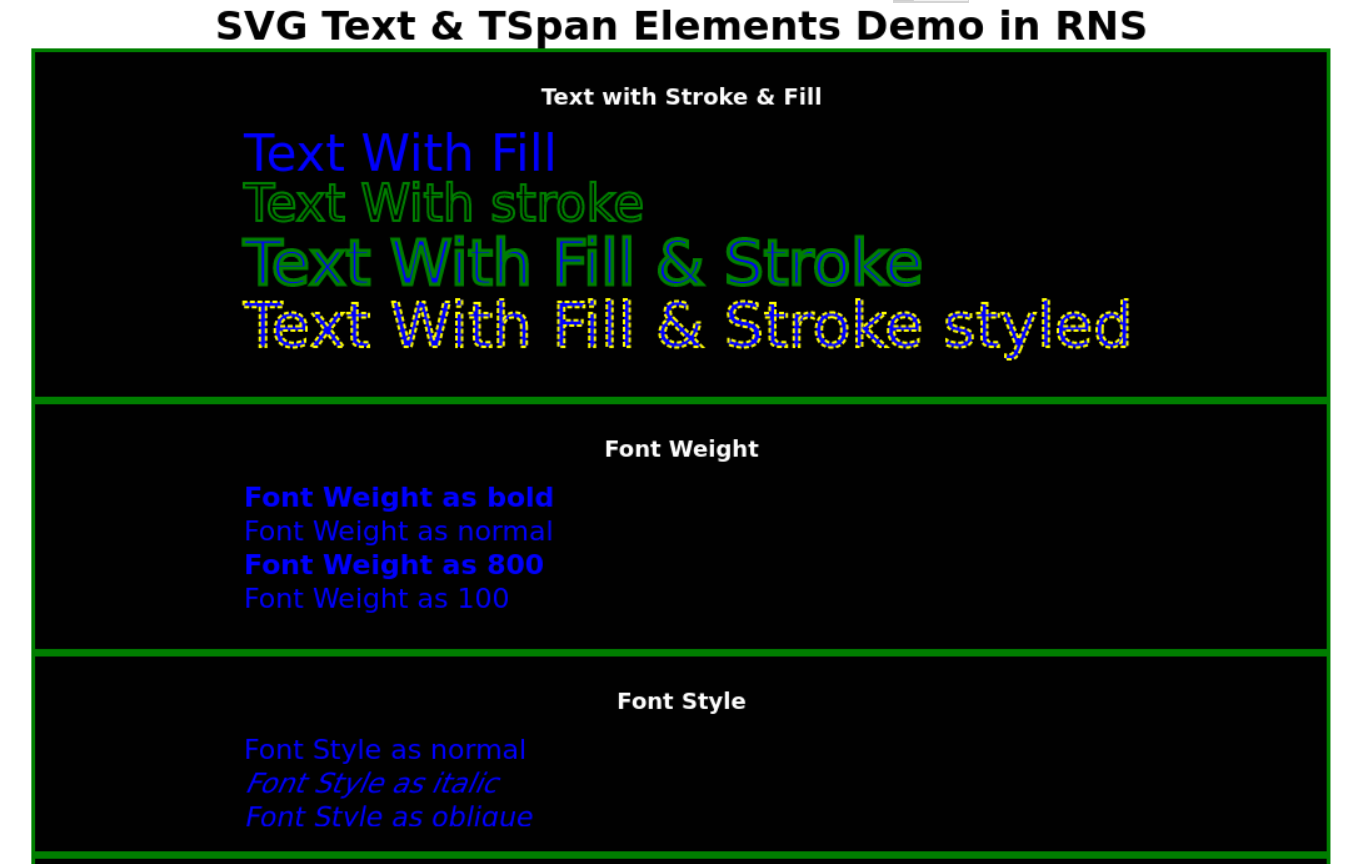 SVG Text & TSpan Elements Demo in RNS
Text with Stroke & Fill
Text With Fill
Text With stroke
Text With Fill & Stroke
Text With Fill & Stroke styled
Font Weight
Font Weight as bold
Font Weight as normal
Font Weight as 800
Font Weight as 100
Font Style
Font Style as normal
Font Style as italic
Font Style as oblique